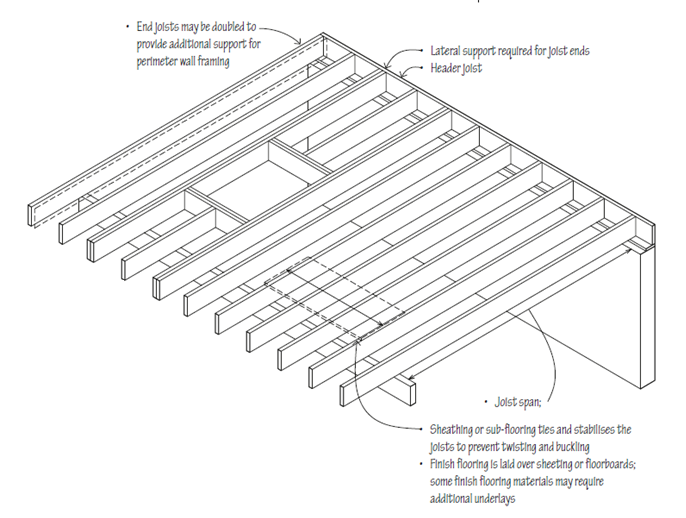 • End joists may be doubled to
provide additional support for
perimeter wall framing
• Lateral support required for joist ends
• Header joist
• Joist span;
• Sheathing or sub-flooring ties and stabilises the
joists to prevent twisting and buckling
• Finish flooring is laid over sheeting or floorboards;
some finish flooring materials may require
additional underlays